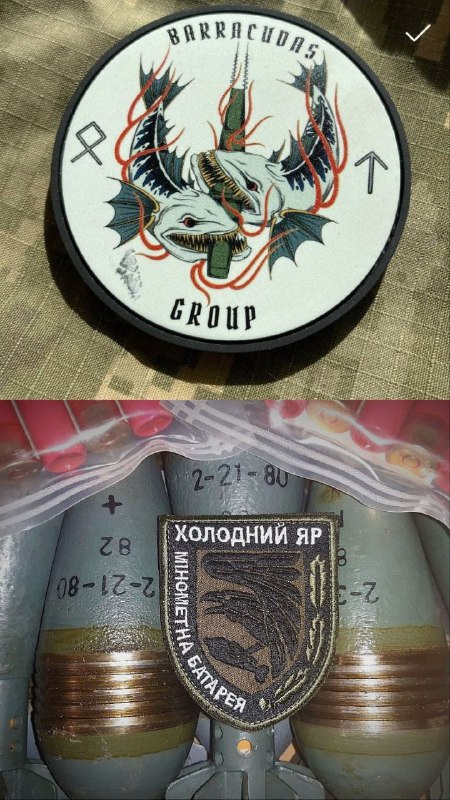 BARRACUDAS
GROUP
2-21-80
82
2-21-80
ХОЛОДНИЙ ЯР
МІНОМЕТНА БАТАРЕЯ